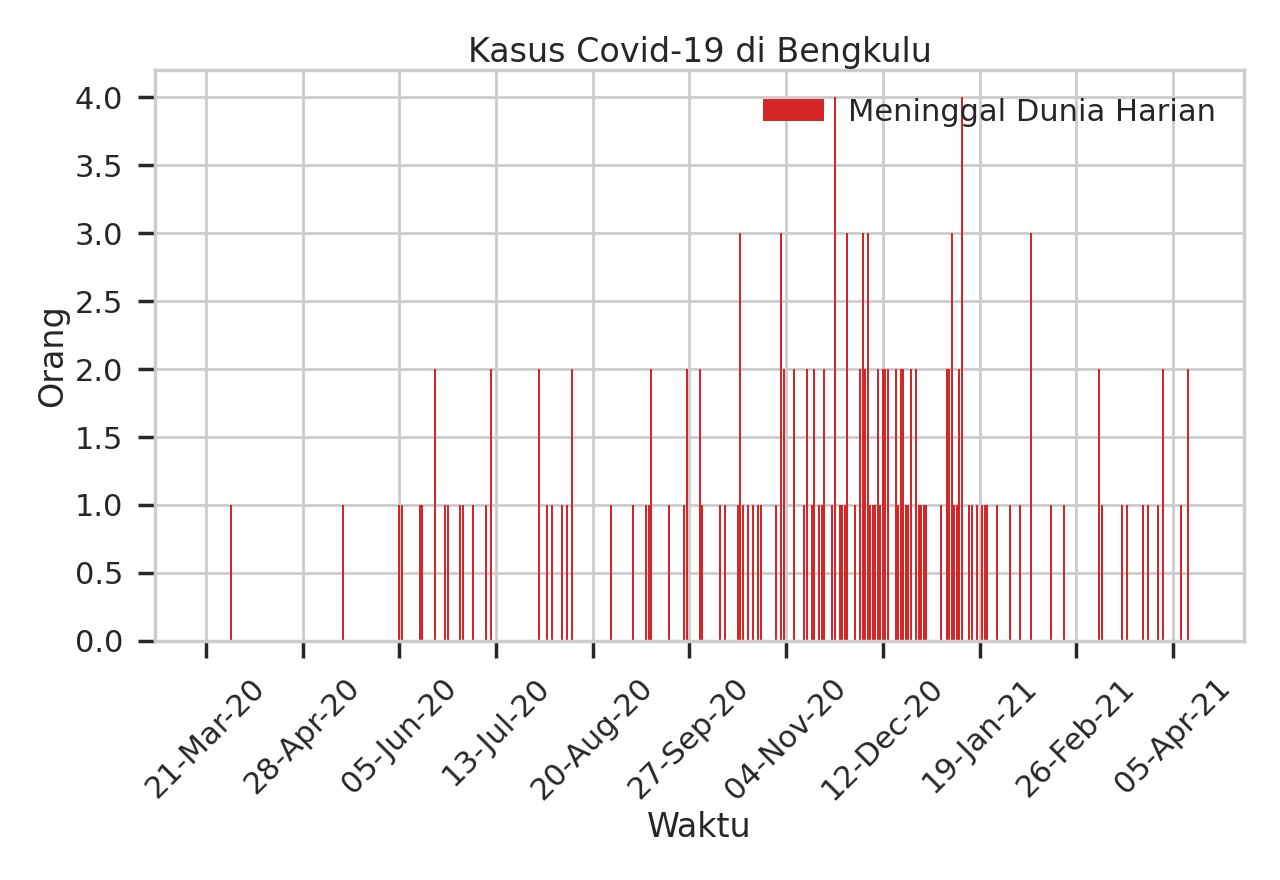 Kasus Covid-19 di Bengkulu
Meninggal Dunia Harian
Orang
4.0
3.5
3.0
2.5
2.0
1.5
1.0
0.5
0.0
21-Mar-20
28-Apr-20
05-Jun-20
13-Jul-20
20-Aug-20
27-Sep-20
04-Nov-20
12-Dec-20
19-Jan-21
26-Feb-21
05-Apr-21
Waktu